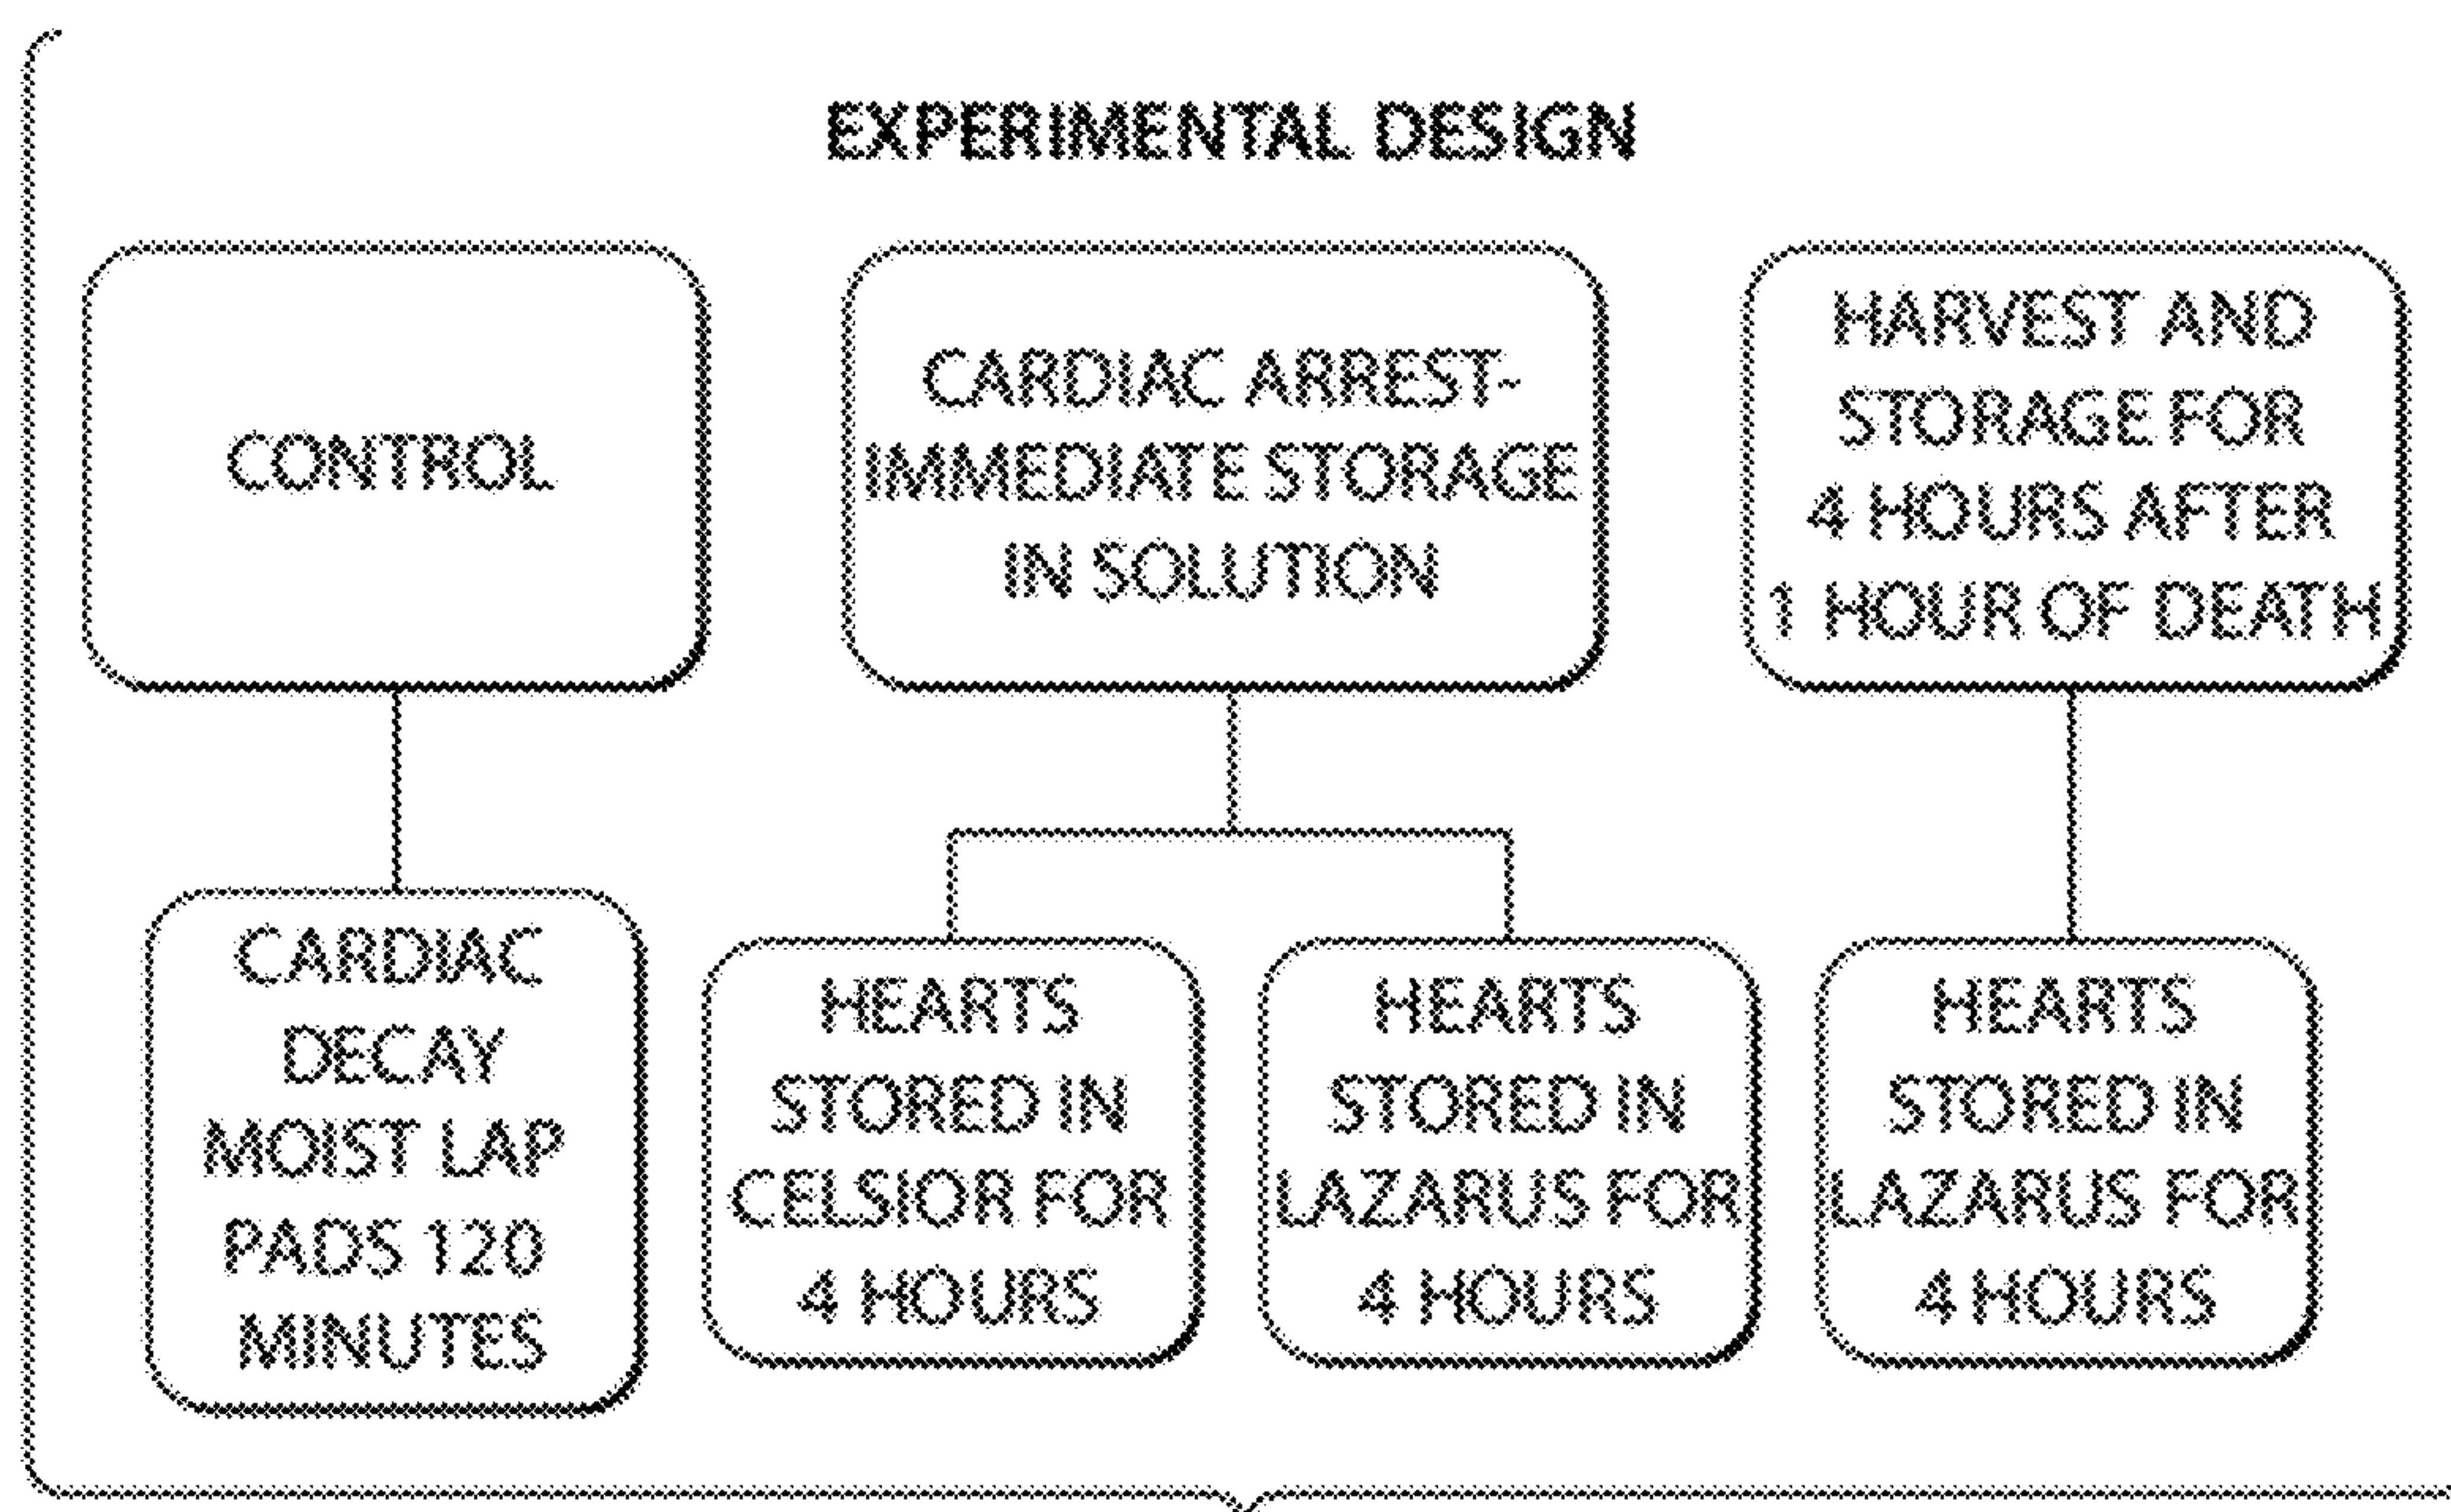 EXPERIMENTAL DESIGN
CONTROL
CARDIAC ARREST-
IMMEDIATE STORAGE
IN SOLUTION
HARVEST AND
STORAGE FOR
4 HOURS AFTER
1 HOUR OF DEATH
CARDIAC
DECAY
MOIST LAP
PADS 120
MINUTES
HEARTS
STORED IN
CELSIOR FOR
4 HOURS
HEARTS
STORED IN
LAZARUS FOR
4 HOURS
HEARTS
STORED IN
LAZARUS FOR
4 HOURS